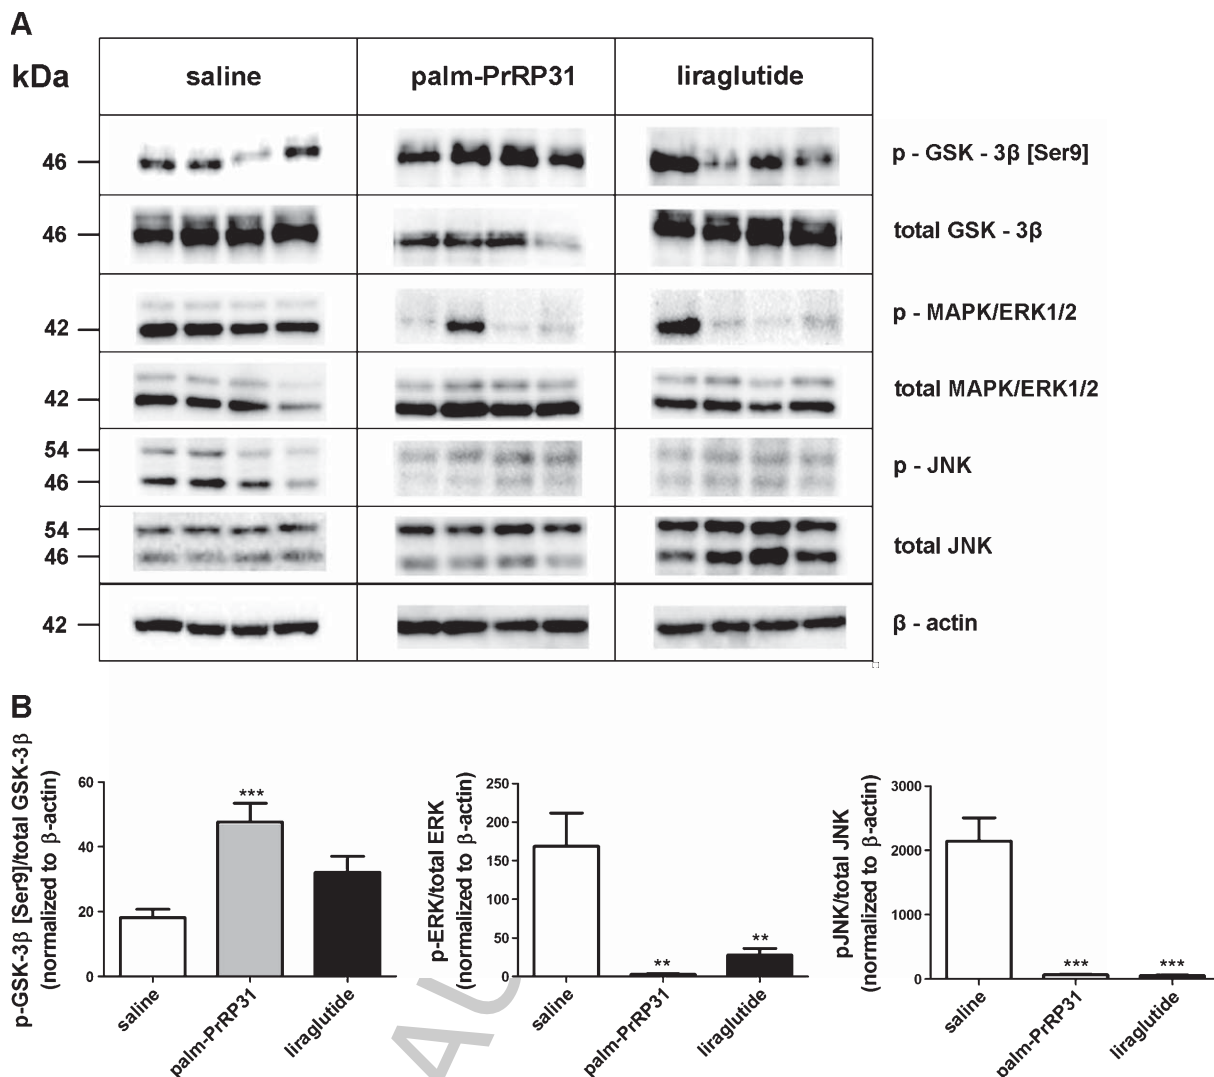 A
kDa
saline
palm-PrRP31
liraglutide
46
p - GSK - 3β [Ser9]
46
total GSK - 3β
42
p - MAPK/ERK1/2
42
total MAPK/ERK1/2
54
46
p - JNK
54
46
total JNK
42
β - actin
B
p-GSK-3β [Ser9]/total GSK-3β
(normalized to β-actin)
60
40
20
0
***
saline
palm-PrRP31
liraglutide
p-ERK/total ERK
(normalized to β-actin)
250
200
150
100
50
0
**
**
saline
palm-PrRP31
liraglutide
pJNK/total JNK
(normalized to β-actin)
3000
2000
1000
0
***
***
saline
palm-PrRP31
liraglutide